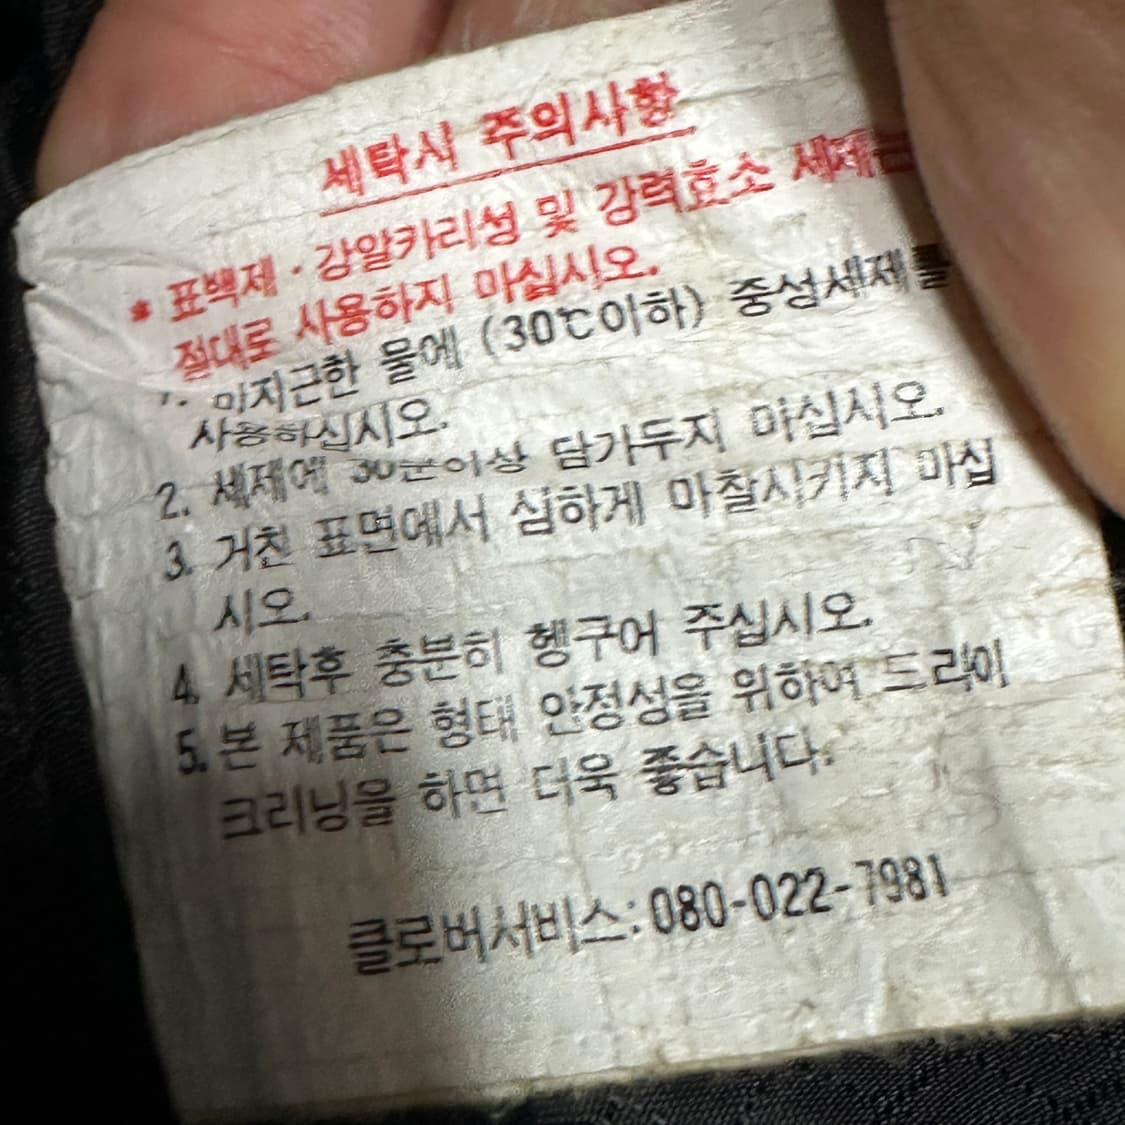 세탁시 주의사항
* 표백제·강알카리성 및 강력효소 세제를
절대로 사용하지 마십시오.
1. 미지근한 물에 (30℃이하) 중성세제를
사용하십시오.
2. 세제에 30분이상 담가두지 마십시오.
3. 거친 표면에서 심하게 마찰시키지 마십
시오.
4. 세탁후 충분히 헹구어 주십시오.
5. 본 제품은 형태 안정성을 위하여 드라이
크리닝을 하면 더욱 좋습니다.
클로버서비스: 080-022-7981